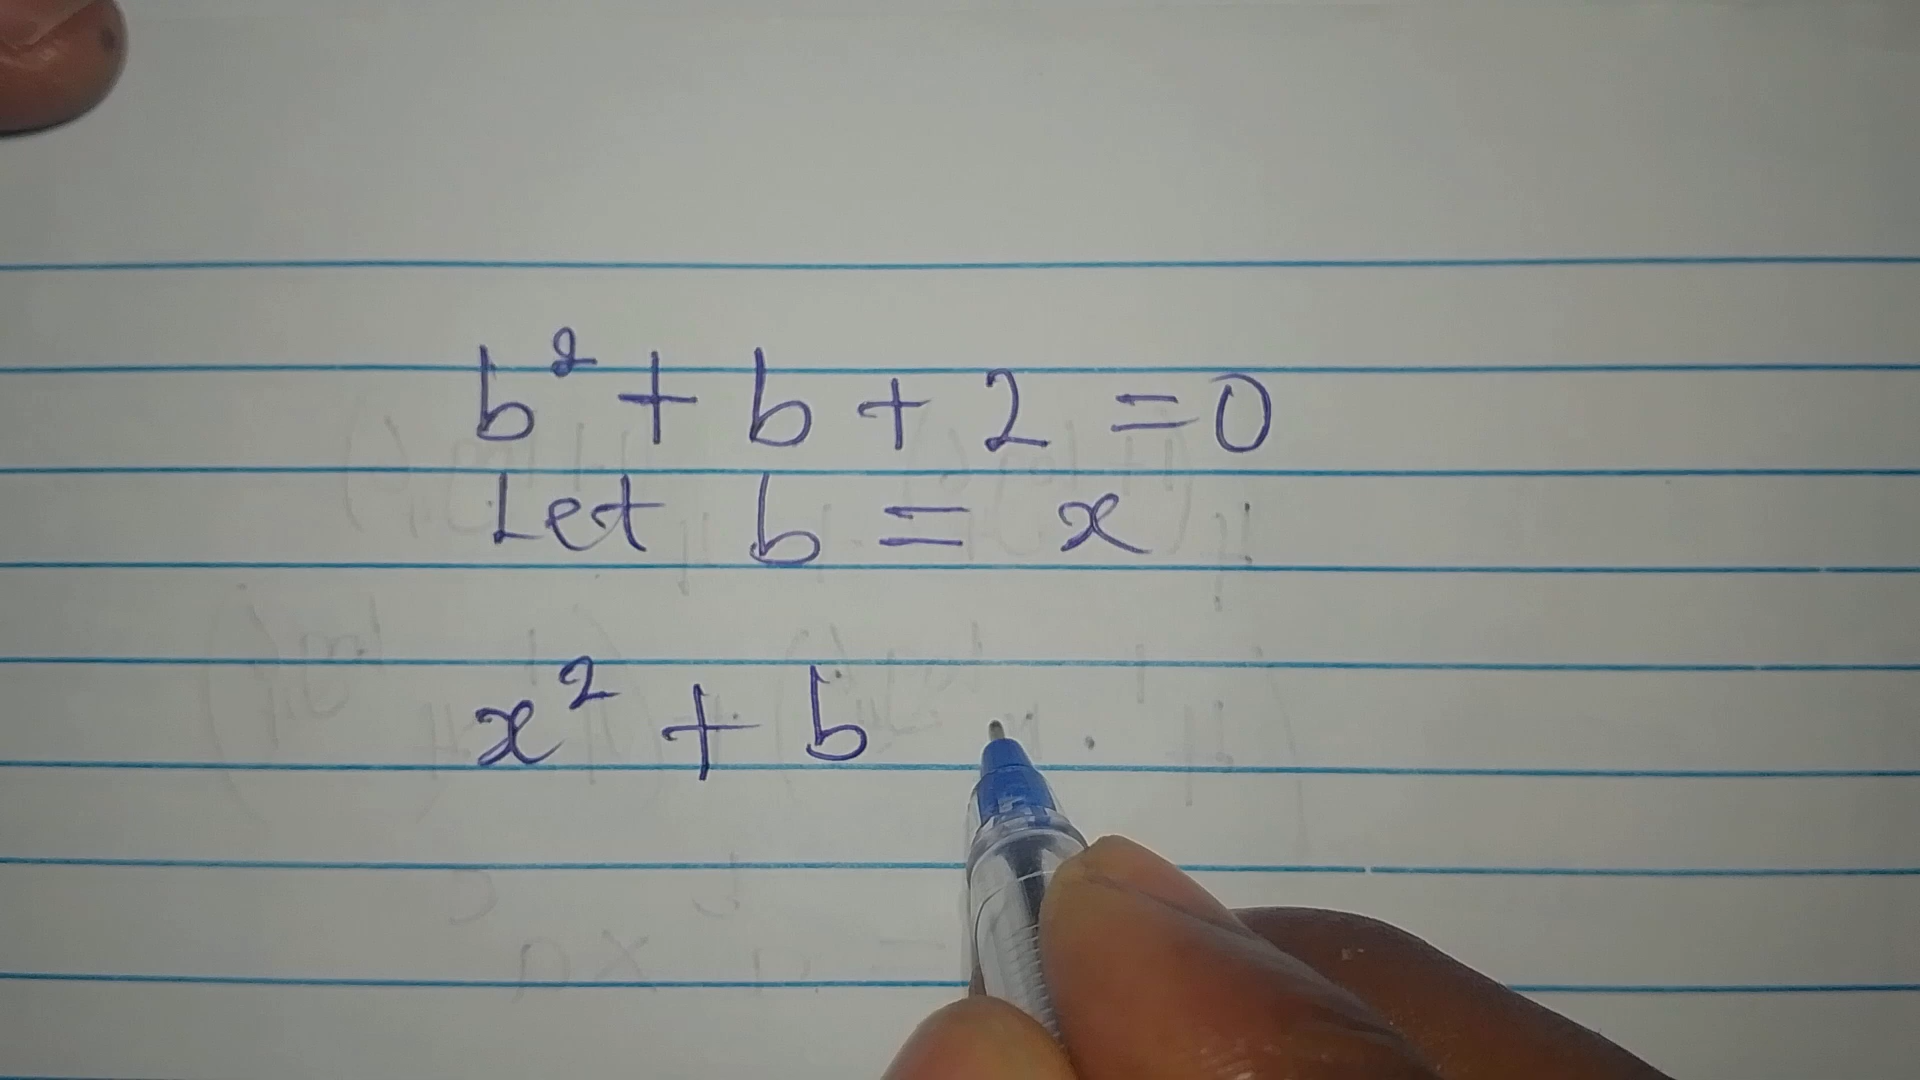 b² + b + 2 = 0
Let b = x
x² + b